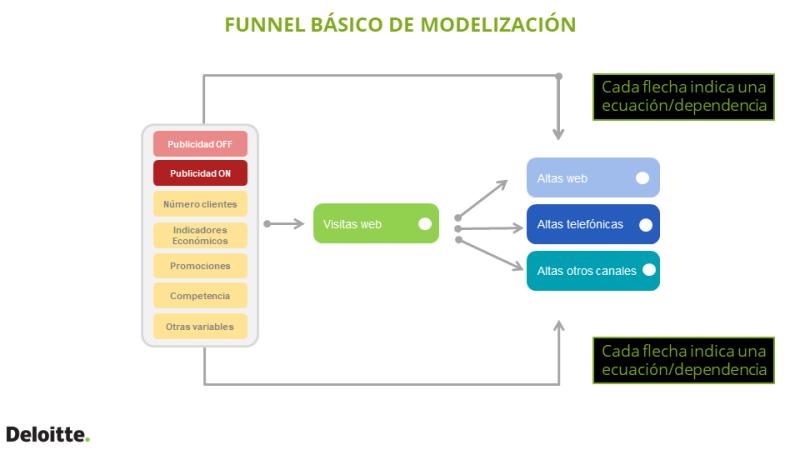 FUNNEL BÁSICO DE MODELIZACIÓN
Cada flecha indica una
ecuación/dependencia
Publicidad OFF
Publicidad ON
Número clientes
Indicadores
Económicos
Promociones
Competencia
Otras variables
Visitas web
Altas web
Altas telefónicas
Altas otros canales
Cada flecha indica una
ecuación/dependencia
Deloitte.